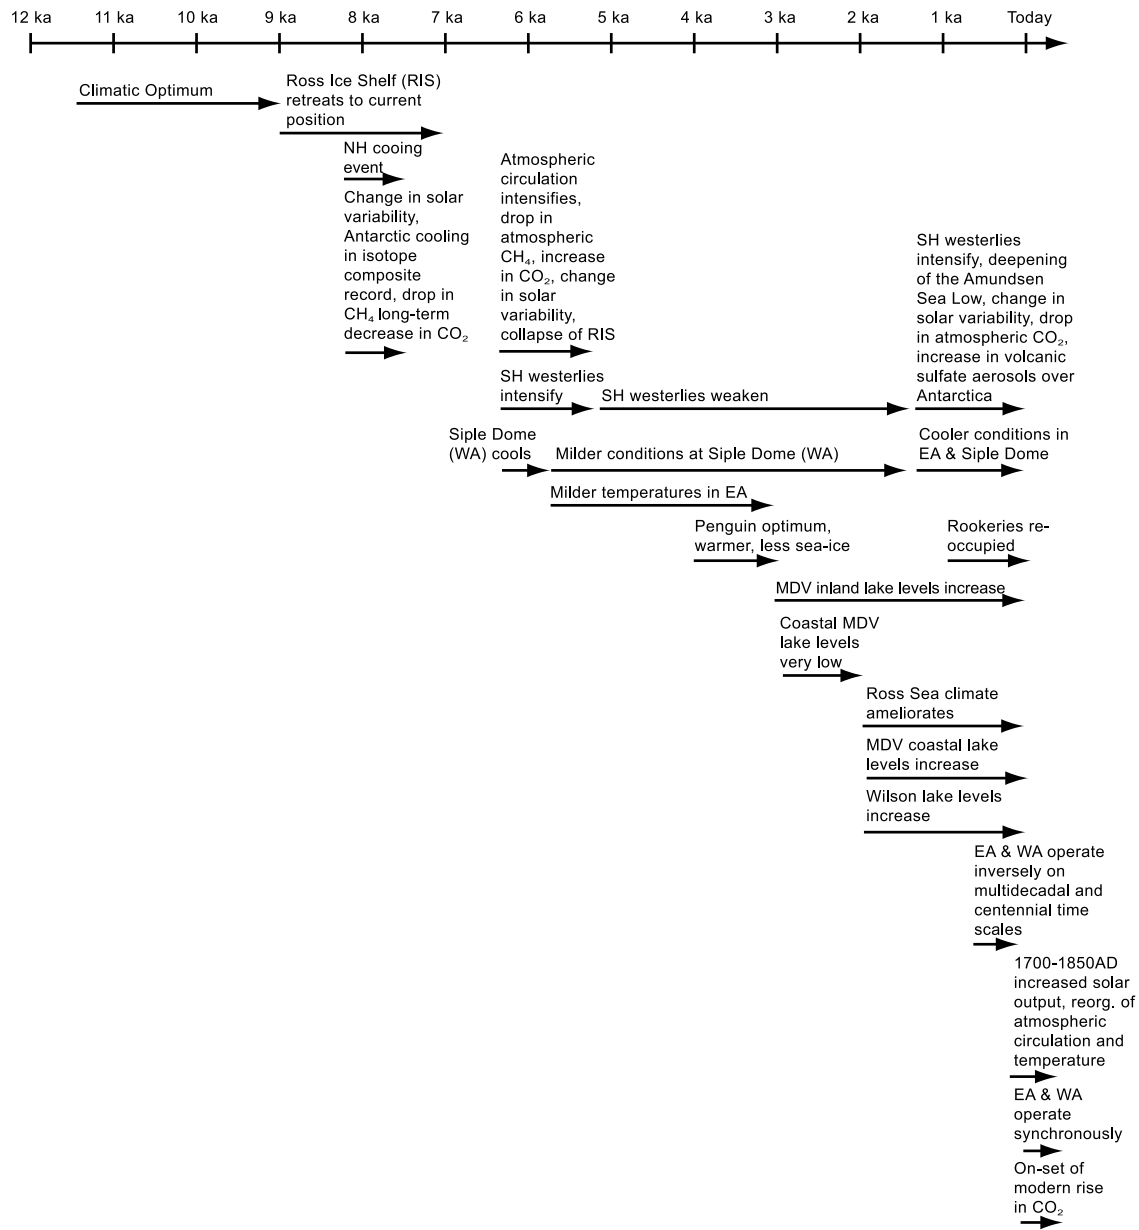 12 ka 11 ka 10 ka 9 ka 8 ka 7 ka 6 ka 5 ka 4 ka 3 ka 2 ka 1 ka Today
Climatic Optimum
Ross Ice Shelf (RIS)
retreats to current
position
NH cooing
event
Change in solar
variability,
Antarctic cooling
in isotope
composite
record, drop in
CH₄ long-term
decrease in CO₂
Atmospheric
circulation
intensifies,
drop in
atmospheric
CH₄, increase
in CO₂, change
in solar
variability,
collapse of RIS
SH westerlies
intensify, deepening
of the Amundsen
Sea Low, change in
solar variability, drop
in atmospheric CO₂,
increase in volcanic
sulfate aerosols over
Antarctica
SH westerlies
intensify
SH westerlies weaken
Siple Dome
(WA) cools
Milder conditions at Siple Dome (WA)
Cooler conditions in
EA & Siple Dome
Milder temperatures in EA
Penguin optimum,
warmer, less sea-ice
Rookeries re-
occupied
MDV inland lake levels increase
Coastal MDV
lake levels
very low
Ross Sea climate
ameliorates
MDV coastal lake
levels increase
Wilson lake levels
increase
EA & WA operate
inversely on
multidecadal and
centennial time
scales
1700-1850AD
increased solar
output, reorg. of
atmospheric
circulation and
temperature
EA & WA
operate
synchronously
On-set of
modern rise
in CO₂